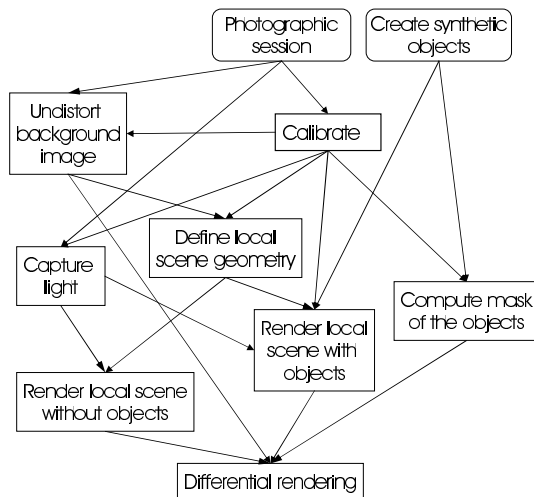 Photographic
session
Create synthetic
objects
Undistort
background
image
Calibrate
Define local
scene geometry
Capture
light
Compute mask
of the objects
Render local
scene with
objects
Render local scene
without objects
Differential rendering